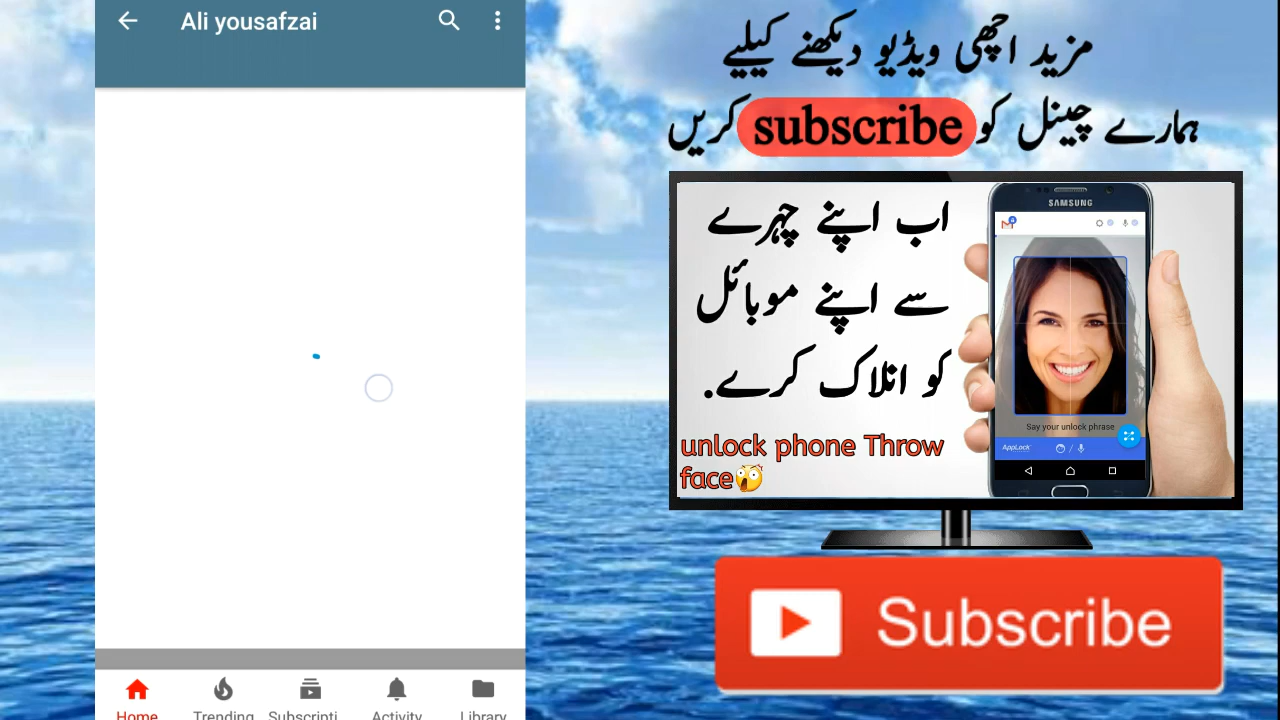 Ali yousafzai
Home
Trending
Subscripti
Activity
Library
مزید اچھی ویڈیو دیکھنے کیلیے
ہمارے چینل کو subscribe کریں
اب اپنے چہرے
سے اپنے موبائل
کو انلاک کرے.
unlock phone Throw
face
SAMSUNG
Say your unlock phrase
AppLock
Subscribe